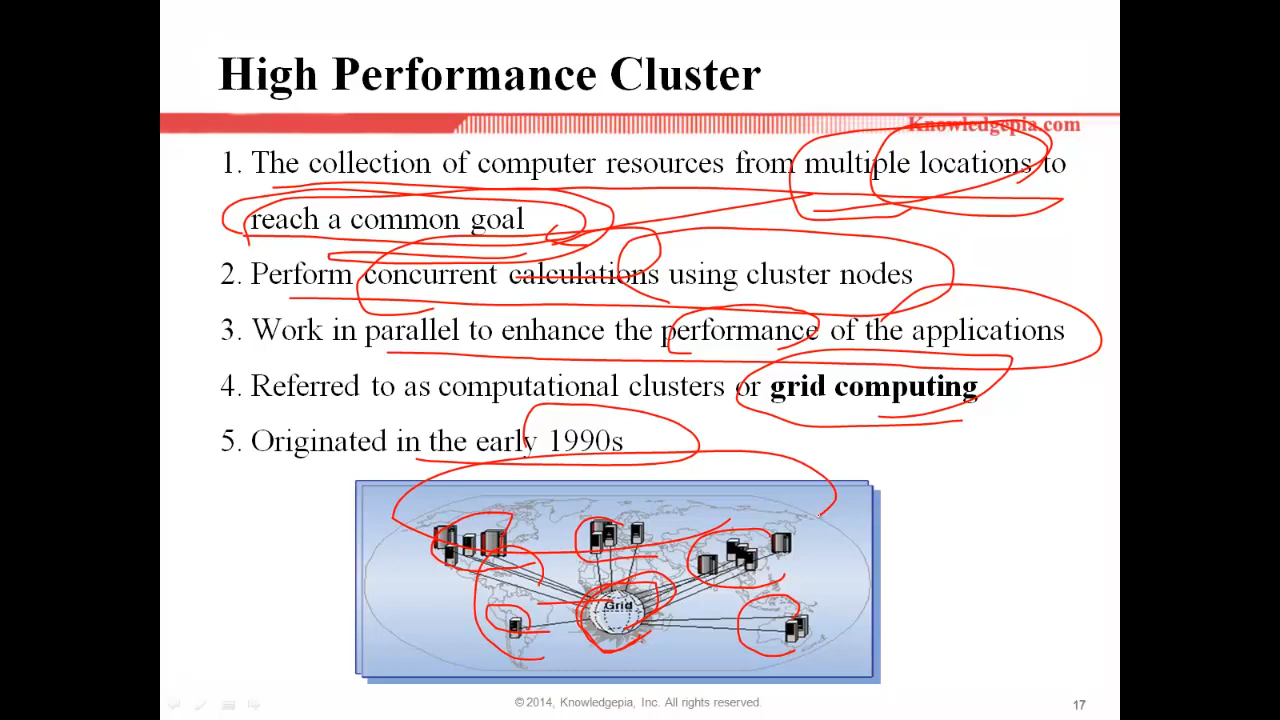 High Performance Cluster
Knowledgepia.com
1. The collection of computer resources from multiple locations to
reach a common goal
2. Perform concurrent calculations using cluster nodes
3. Work in parallel to enhance the performance of the applications
4. Referred to as computational clusters or grid computing
5. Originated in the early 1990s
Grid
© 2014, Knowledgepia, Inc. All rights reserved.
17